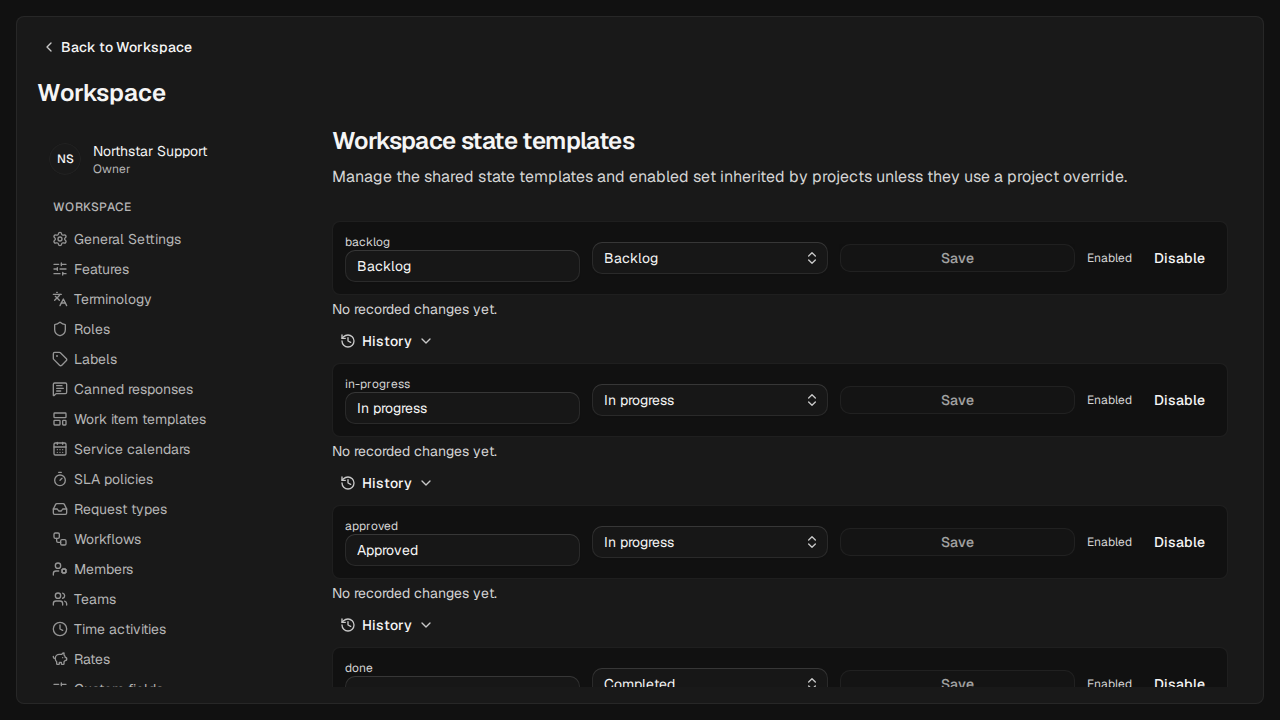 Back to Workspace
Workspace
NS
Northstar Support
Owner
WORKSPACE
General Settings
Features
Terminology
Roles
Labels
Canned responses
Work item templates
Service calendars
SLA policies
Request types
Workflows
Members
Teams
Time activities
Rates
Custom fields
Workspace state templates
Manage the shared state templates and enabled set inherited by projects unless they use a project override.
backlog
Backlog Backlog Save Enabled Disable
No recorded changes yet.
History
in-progress
In progress In progress Save Enabled Disable
No recorded changes yet.
History
approved
Approved In progress Save Enabled Disable
No recorded changes yet.
History
done
Completed Save Enabled Disable